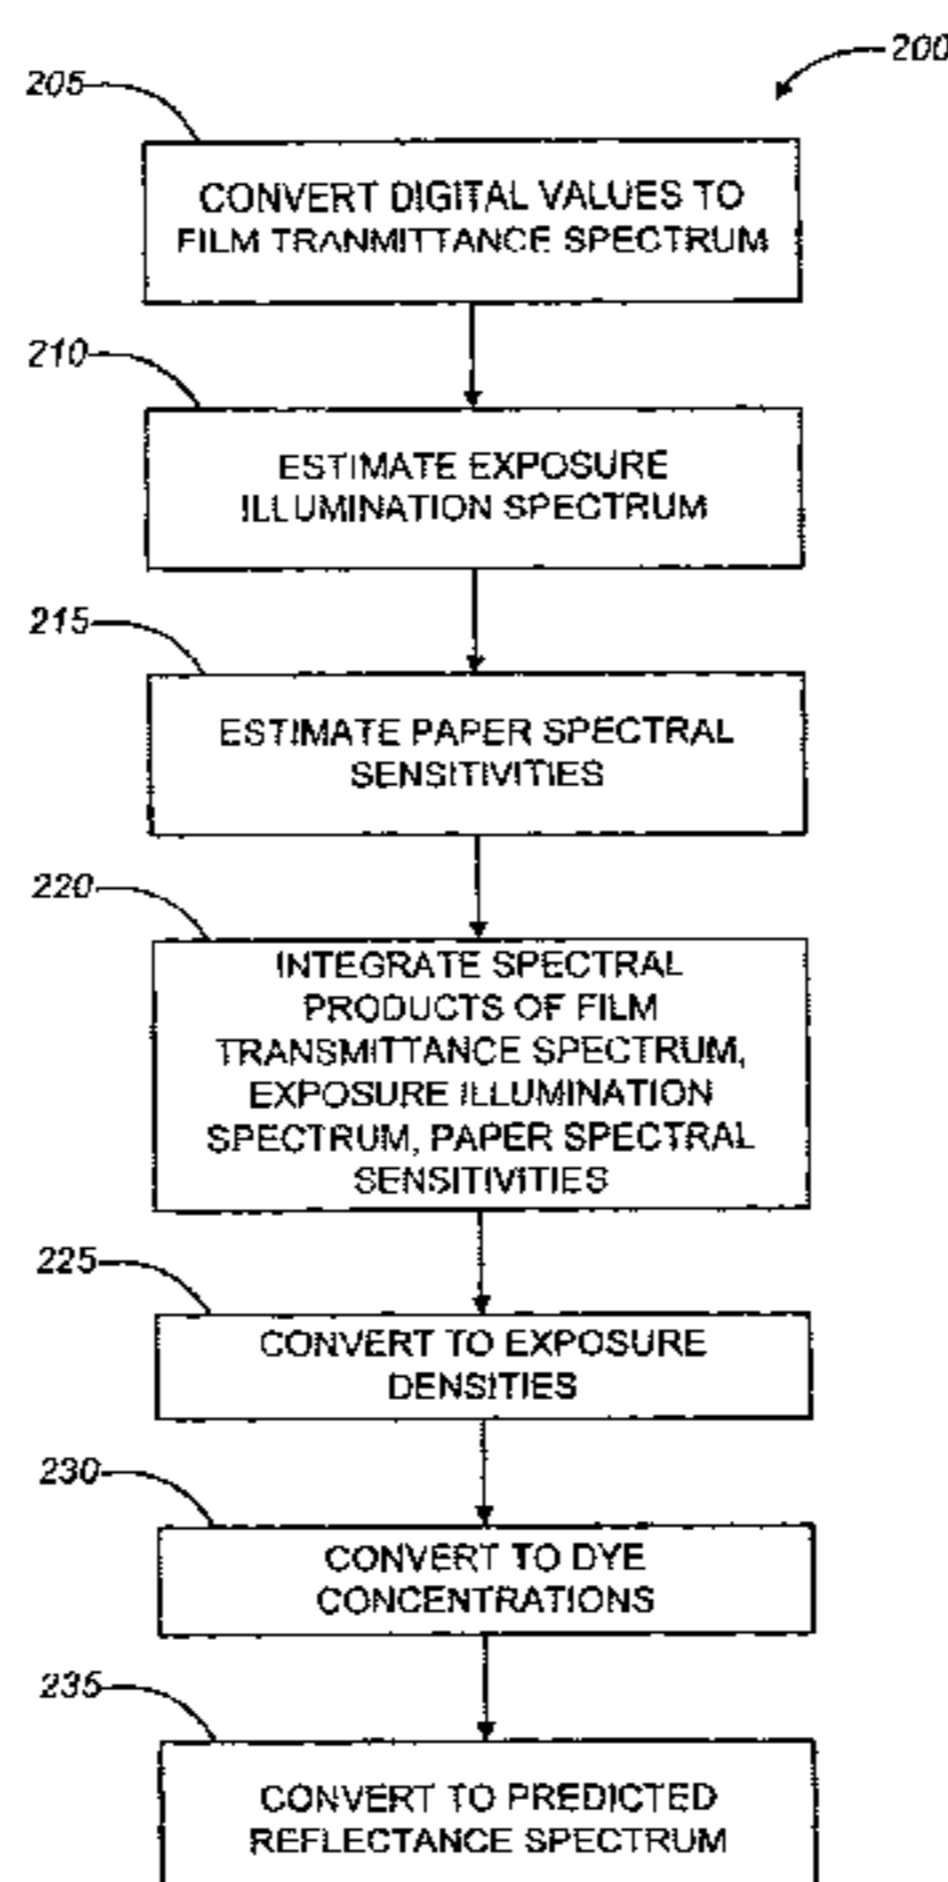 200
205
CONVERT DIGITAL VALUES TO
FILM TRANMITTANCE SPECTRUM
210
ESTIMATE EXPOSURE
ILLUMINATION SPECTRUM
215
ESTIMATE PAPER SPECTRAL
SENSITIVITIES
220
INTEGRATE SPECTRAL
PRODUCTS OF FILM
TRANSMITTANCE SPECTRUM,
EXPOSURE ILLUMINATION
SPECTRUM, PAPER SPECTRAL
SENSITIVITIES
225
CONVERT TO EXPOSURE
DENSITIES
230
CONVERT TO DYE
CONCENTRATIONS
235
CONVERT TO PREDICTED
REFLECTANCE SPECTRUM